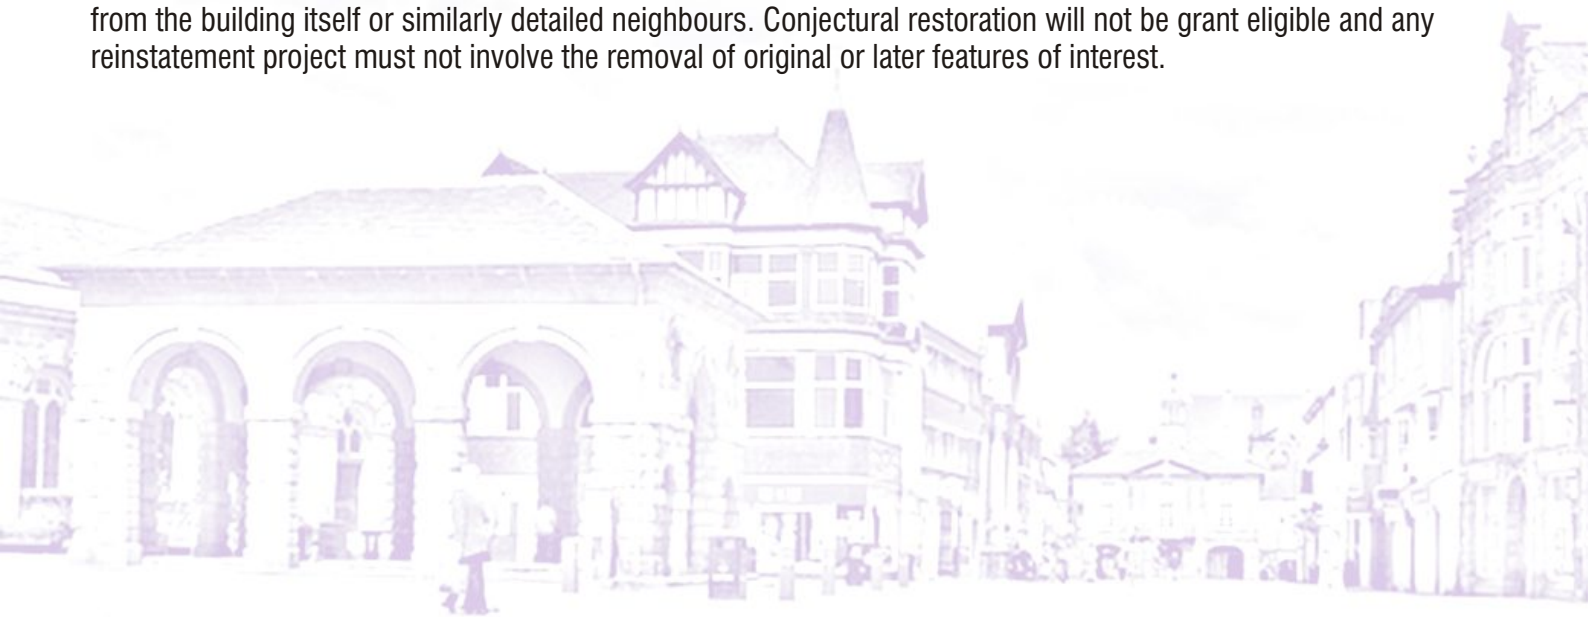 from the building itself or similarly detailed neighbours. Conjectural restoration will not be grant eligible and any
reinstatement project must not involve the removal of original or later features of interest.